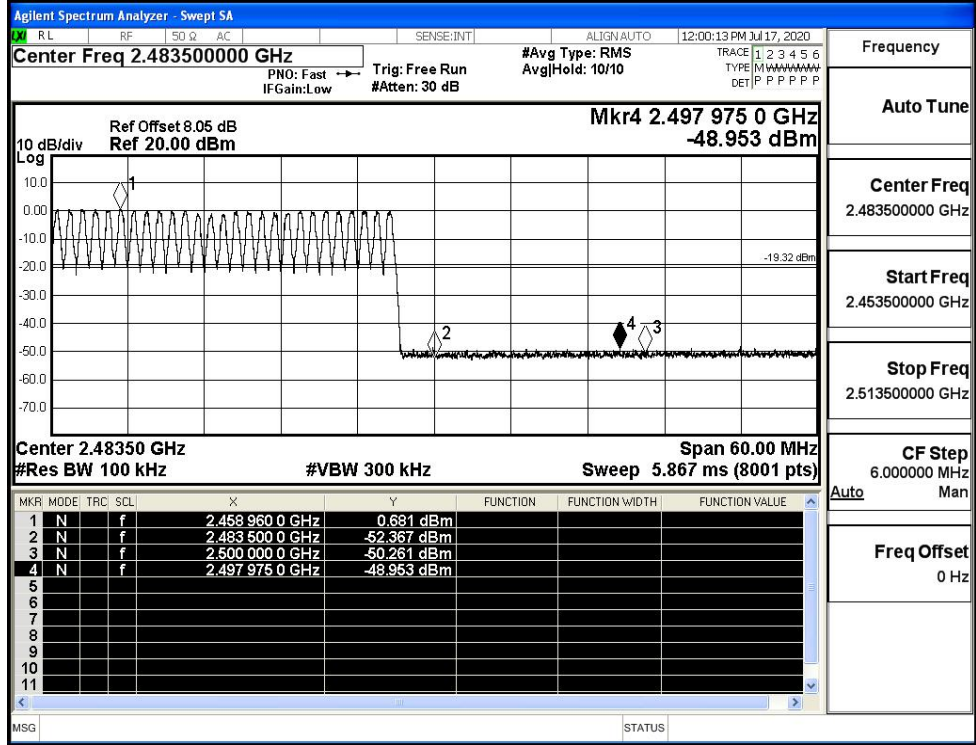 Agilent Spectrum Analyzer - Swept SA
LXI RL RF 50 Ω AC SENSE:INT ALIGN AUTO 12:00:13 PM Jul 17, 2020
Center Freq 2.483500000 GHz
PNO: Fast
IFGain:Low
Trig: Free Run
#Atten: 30 dB
#Avg Type: RMS
Avg|Hold: 10/10
TRACE 1 2 3 4 5 6
TYPE M
DET P P P P P P
Frequency
Auto Tune
Center Freq
2.483500000 GHz
Start Freq
2.453500000 GHz
Stop Freq
2.513500000 GHz
CF Step
6.000000 MHz
Auto Man
Freq Offset
0 Hz
Mkr4 2.497 975 0 GHz
-48.953 dBm
Ref Offset 8.05 dB
10 dB/div Ref 20.00 dBm
Log
10.0
0.00
-10.0
-20.0
-30.0
-40.0
-50.0
-60.0
-70.0
1
2
4
3
-19.32 dBm
Center 2.48350 GHz Span 60.00 MHz
#Res BW 100 kHz #VBW 300 kHz Sweep 5.867 ms (8001 pts)
MKR MODE TRC SCL X Y FUNCTION FUNCTION WIDTH FUNCTION VALUE
1 N f 2.458 960 0 GHz 0.681 dBm
2 N f 2.483 500 0 GHz -52.367 dBm
3 N f 2.500 000 0 GHz -50.261 dBm
4 N f 2.497 975 0 GHz -48.953 dBm
5
6
7
8
9
10
11
MSG STATUS